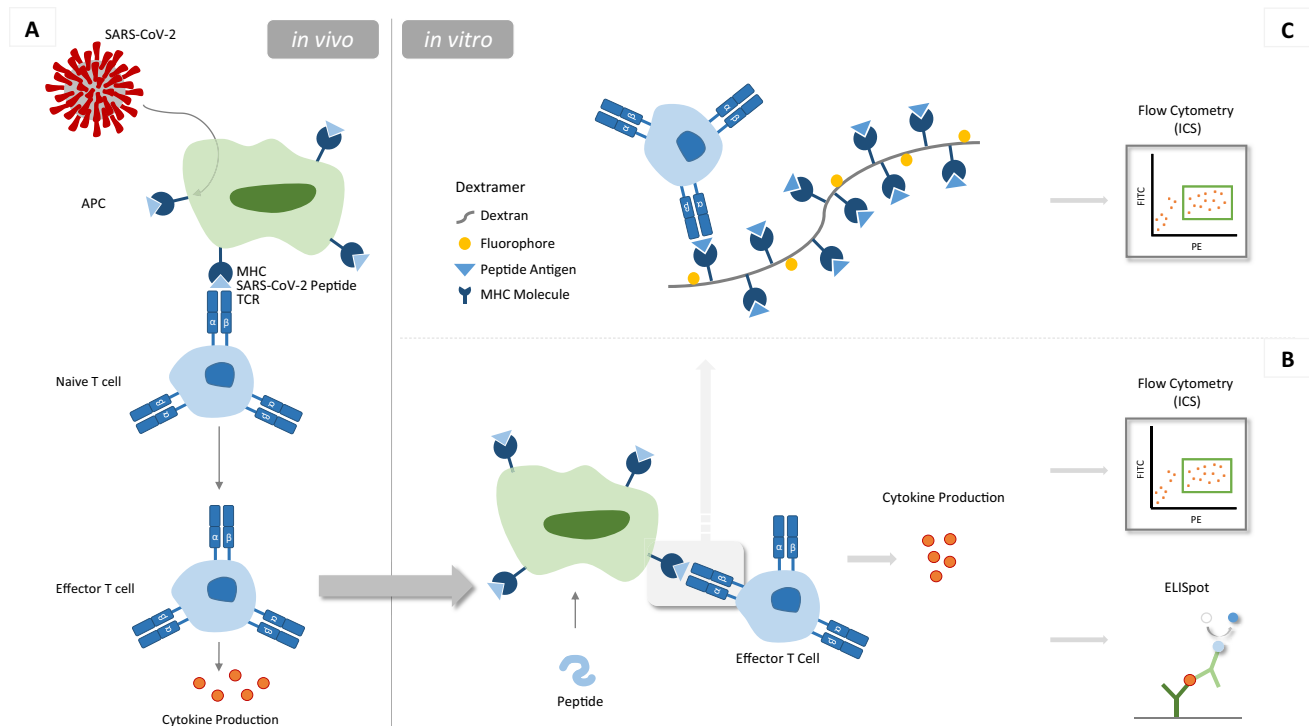 A
SARS-CoV-2
in vivo
APC
MHC
SARS-CoV-2 Peptide
TCR
α β
Naive T cell
β
α
α
β
α β
Effector T cell
β
α
α
β
Cytokine Production
in vitro
C
β
α
α
β
β α
Dextramer
Dextran
Fluorophore
Peptide Antigen
MHC Molecule
Flow Cytometry
(ICS)
FITC
PE
B
Peptide
β
α
α β
α
β
Effector T Cell
Cytokine Production
Flow Cytometry
(ICS)
FITC
PE
ELISpot